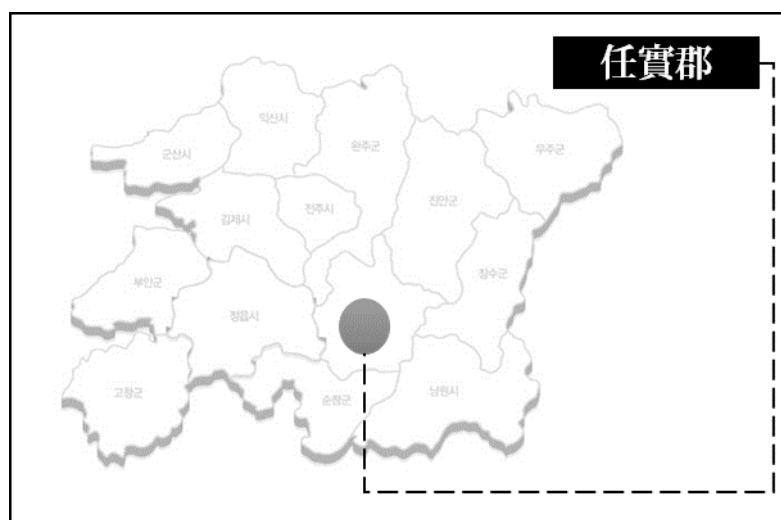 任實郡
익산시
군산시
완주군
무주군
전주시
진안군
김제시
장수군
부안군
정읍시
고창군
순창군
남원시